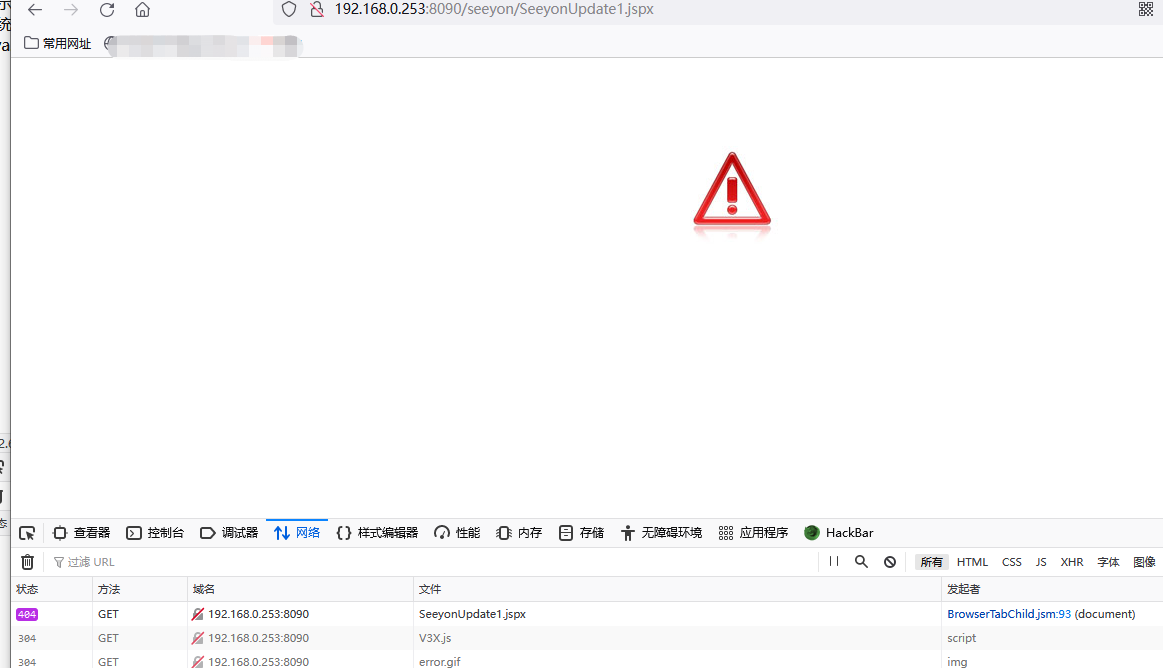 示
统
va
192.168.0.253:8090/seeyon/SeeyonUpdate1.jspx
常用网址
查看器 控制台 调试器 网络 {} 样式编辑器 性能 内存 存储 无障碍环境 应用程序 HackBar
过滤 URL 所有 HTML CSS JS XHR 字体 图像
状态 方法 域名 文件 发起者
404 GET 192.168.0.253:8090 SeeyonUpdate1.jspx BrowserTabChild.jsm:93 (document)
304 GET 192.168.0.253:8090 V3X.js script
304 GET 192.168.0.253:8090 error.gif img